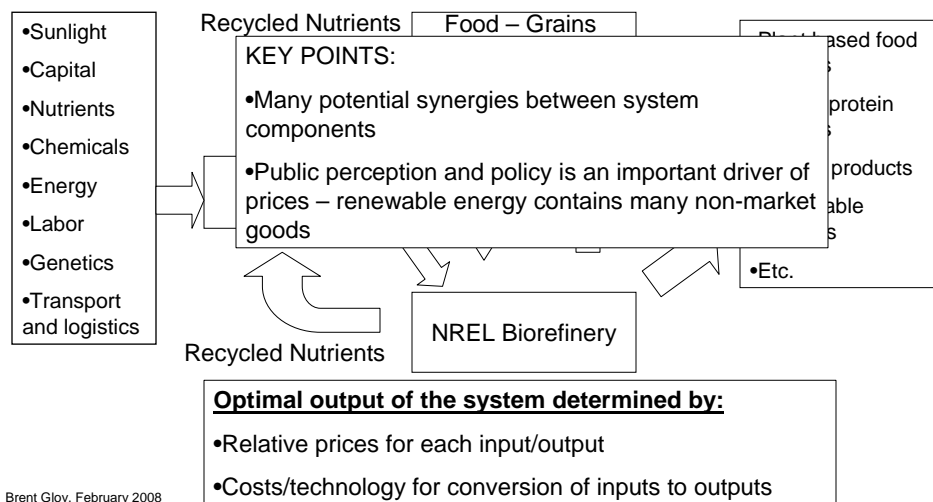 •Sunlight
•Capital
•Nutrients
•Chemicals
•Energy
•Labor
•Genetics
•Transport
and logistics
Recycled Nutrients
Food – Grains
KEY POINTS:
•Many potential synergies between system
components
•Public perception and policy is an important driver of
prices – renewable energy contains many non-market
goods
food
protein
products
•Etc.
NREL Biorefinery
Recycled Nutrients
Optimal output of the system determined by:
•Relative prices for each input/output
•Costs/technology for conversion of inputs to outputs
Brent Gloy, February 2008